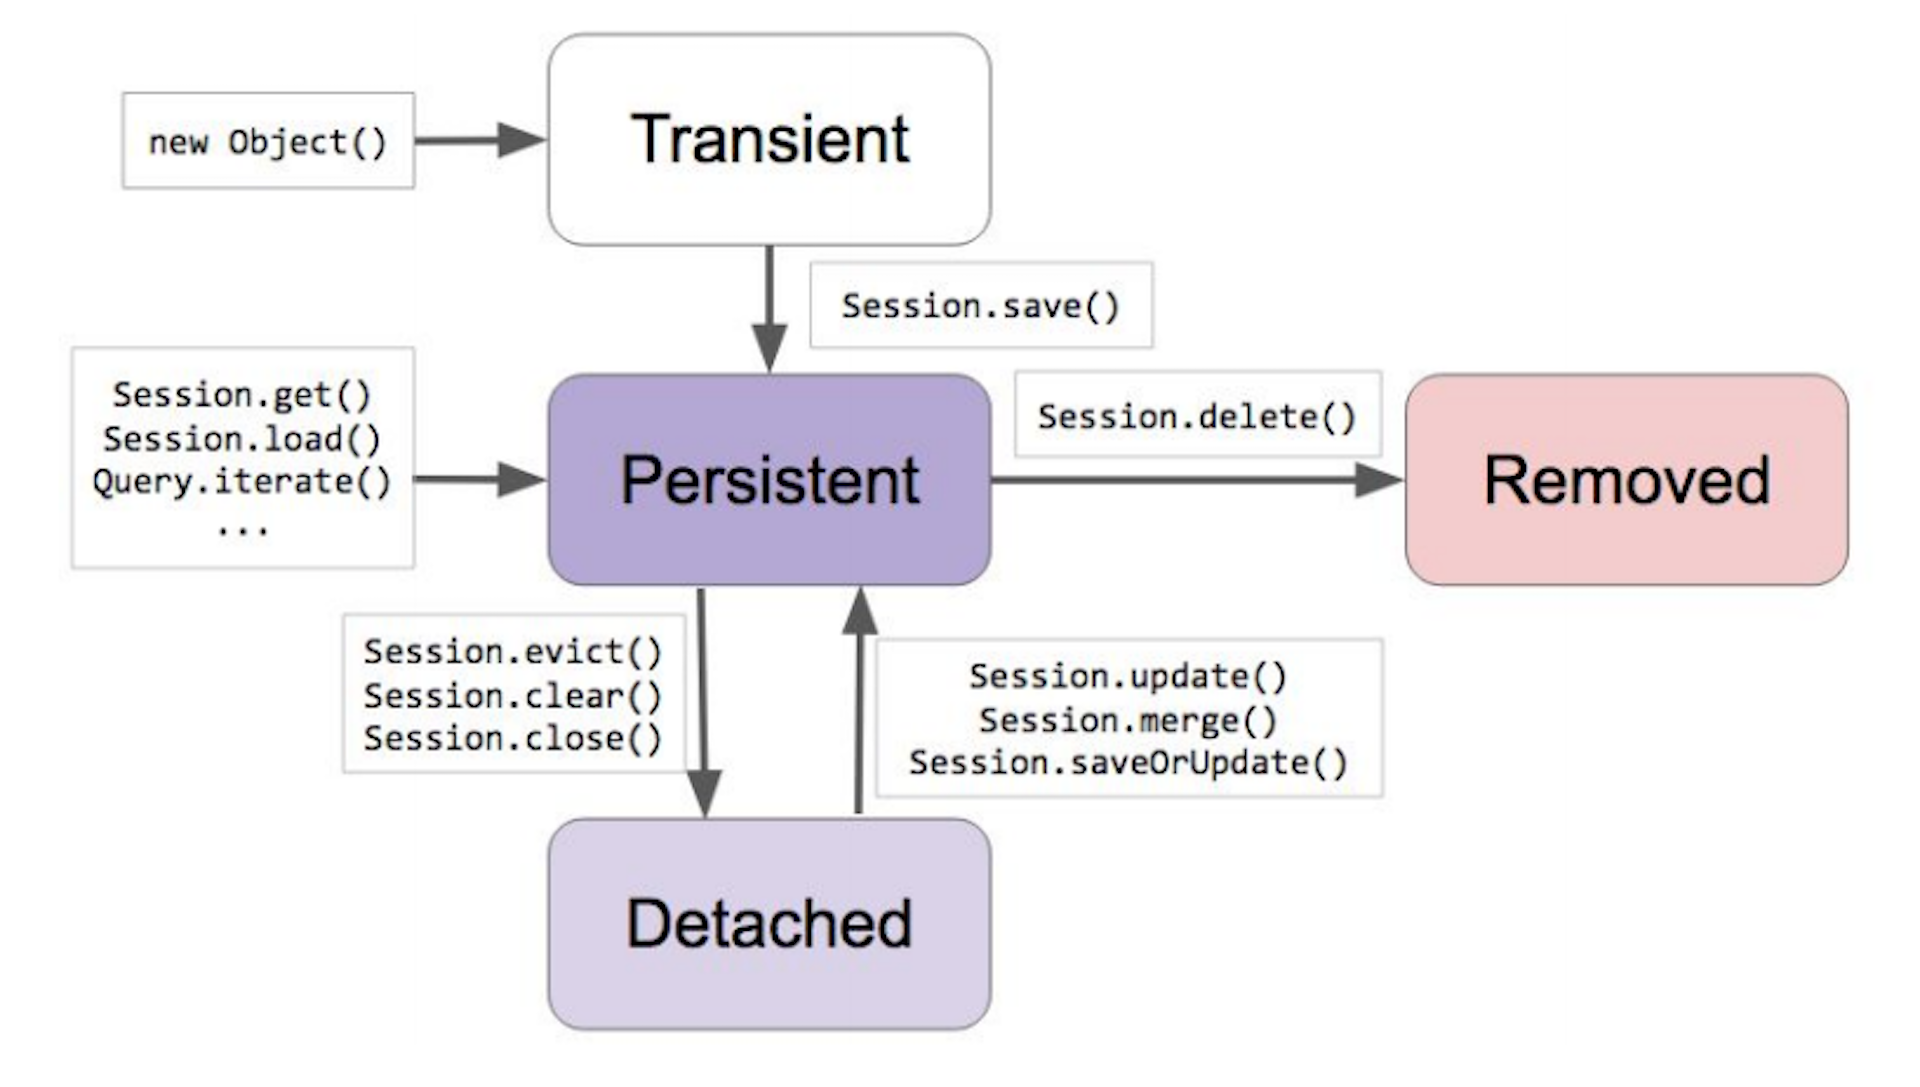 Transient
new Object()
Session.save()
Session.get()
Session.load()
Query.iterate()
...
Persistent
Session.delete()
Removed
Session.evict()
Session.clear()
Session.close()
Session.update()
Session.merge()
Session.saveOrUpdate()
Detached